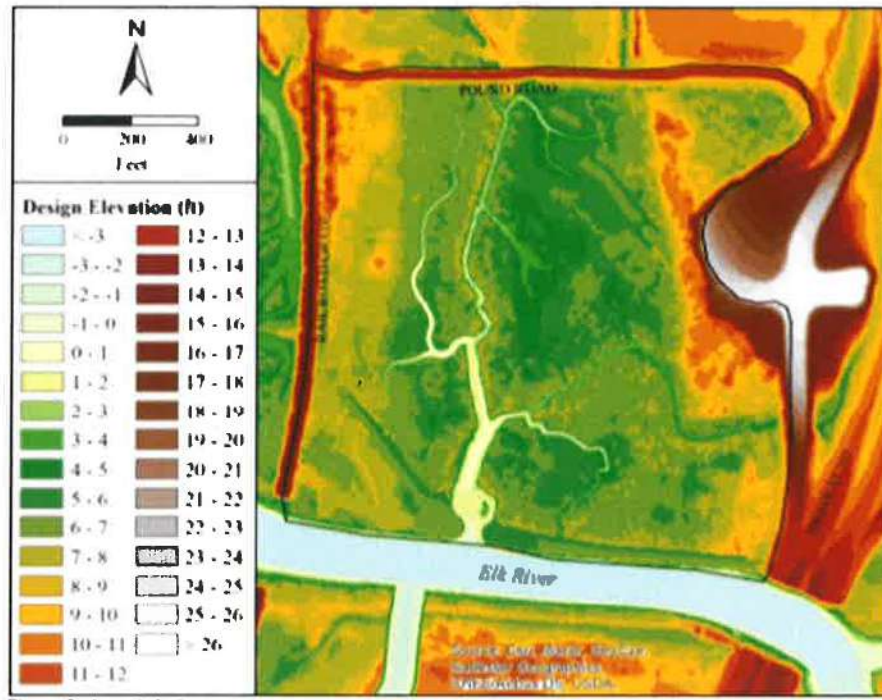 N
0 200 400
Feet
Design Elevation (ft)
< -3
-3 - -2
-2 - -1
-1 - 0
0 - 1
1 - 2
2 - 3
3 - 4
4 - 5
5 - 6
6 - 7
7 - 8
8 - 9
9 - 10
10 - 11
11 - 12
12 - 13
13 - 14
14 - 15
15 - 16
16 - 17
17 - 18
18 - 19
19 - 20
20 - 21
21 - 22
22 - 23
23 - 24
24 - 25
25 - 26
> 26
POUND ROAD
Elk River